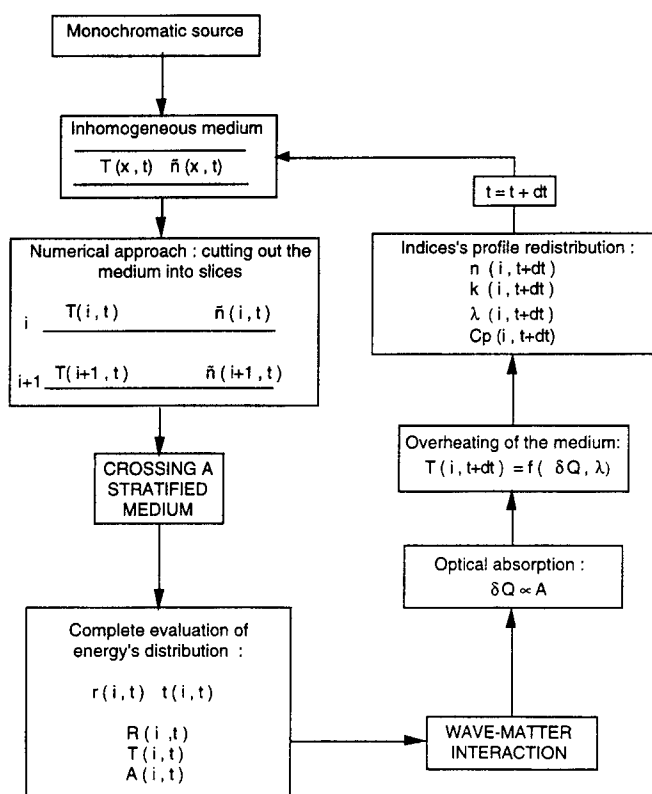 Monochromatic source
Inhomogeneous medium
T(x,t) ñ(x,t)
Numerical approach : cutting out the
medium into slices
i T(i,t) ñ(i,t)
i+1 T(i+1,t) ñ(i+1,t)
CROSSING A
STRATIFIED
MEDIUM
Complete evaluation of
energy's distribution :
r(i,t) t(i,t)
R(i,t)
T(i,t)
A(i,t)
WAVE-MATTER
INTERACTION
Optical absorption :
δQ ∝ A
Overheating of the medium:
T(i,t+dt) = f( δQ, λ)
Indices's profile redistribution :
n (i,t+dt)
k (i,t+dt)
λ (i,t+dt)
Cp (i,t+dt)
t = t + dt